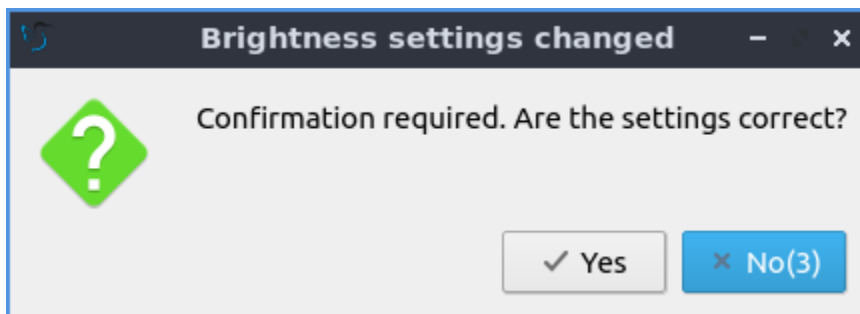 Brightness settings changed
Confirmation required. Are the settings correct?
Yes
No(3)